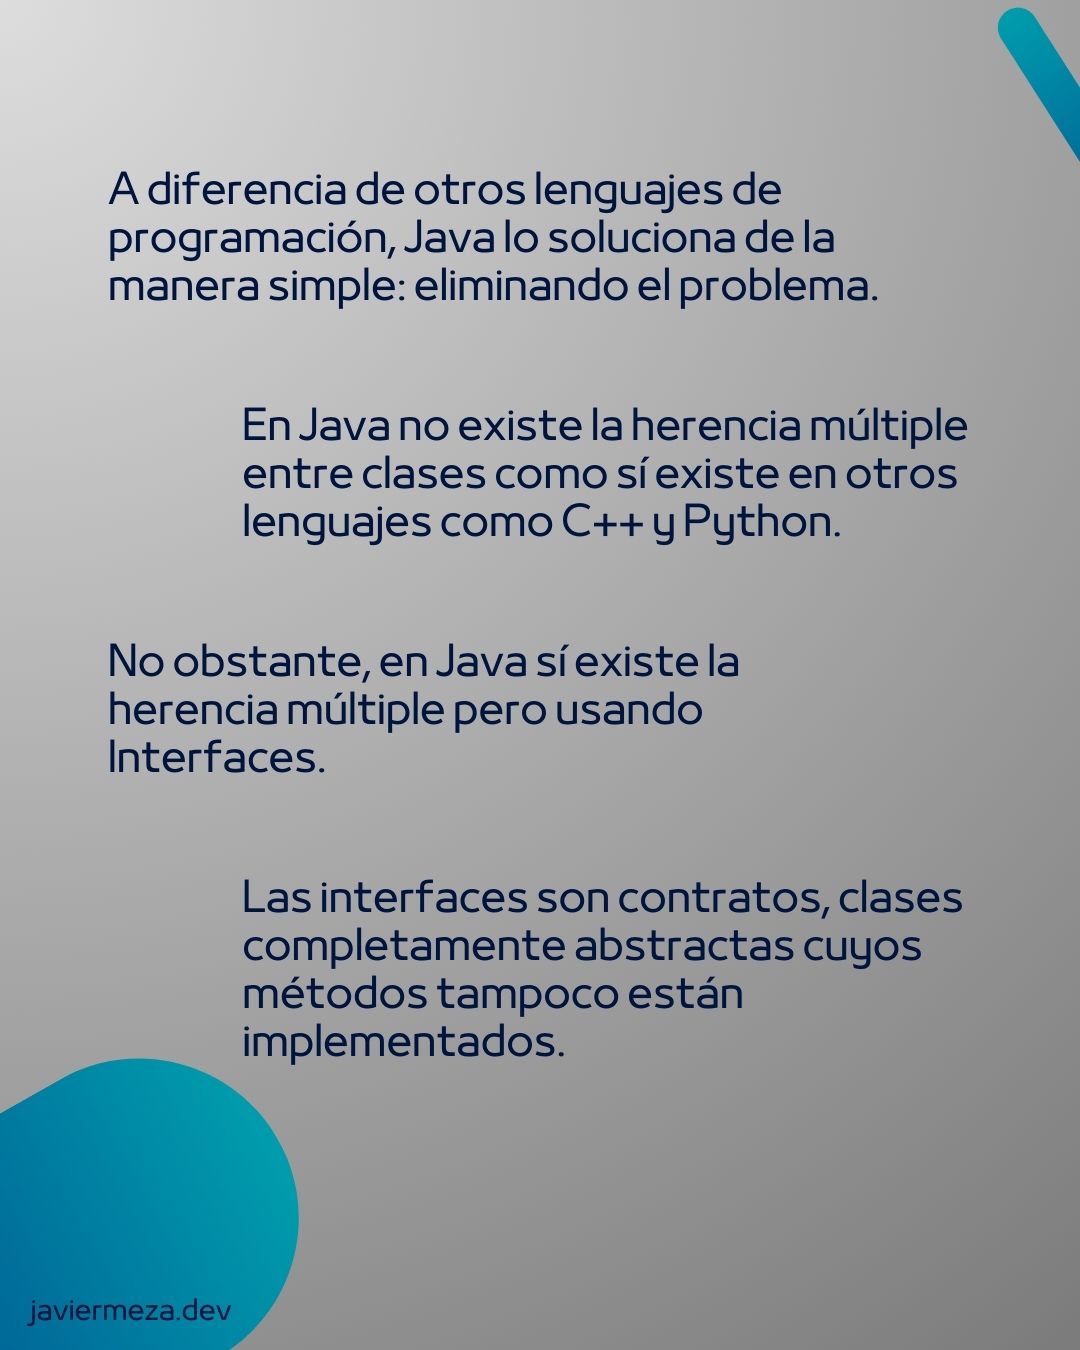 A diferencia de otros lenguajes de
programación, Java lo soluciona de la
manera simple: eliminando el problema.
En Java no existe la herencia múltiple
entre clases como sí existe en otros
lenguajes como C++ y Python.
No obstante, en Java sí existe la
herencia múltiple pero usando
Interfaces.
Las interfaces son contratos, clases
completamente abstractas cuyos
métodos tampoco están
implementados.
javiermeza.dev